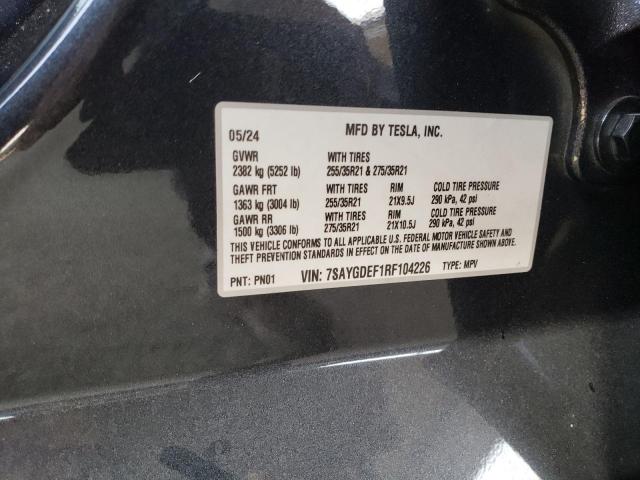 05/24 MFD BY TESLA, INC.
GVWR WITH TIRES
2382 kg (5252 lb) 255/35R21 & 275/35R21
GAWR FRT WITH TIRES RIM COLD TIRE PRESSURE
1363 kg (3004 lb) 255/35R21 21X9.5J 290 kPa, 42 psi
GAWR RR WITH TIRES RIM COLD TIRE PRESSURE
1500 kg (3306 lb) 275/35R21 21X10.5J 290 kPa, 42 psi
THIS VEHICLE CONFORMS TO ALL APPLICABLE U.S. FEDERAL MOTOR VEHICLE SAFETY AND
THEFT PREVENTION STANDARDS IN EFFECT ON THE DATE OF MANUFACTURE SHOWN ABOVE.
PNT: PN01 VIN: 7SAYGDEF1RF104226 TYPE: MPV